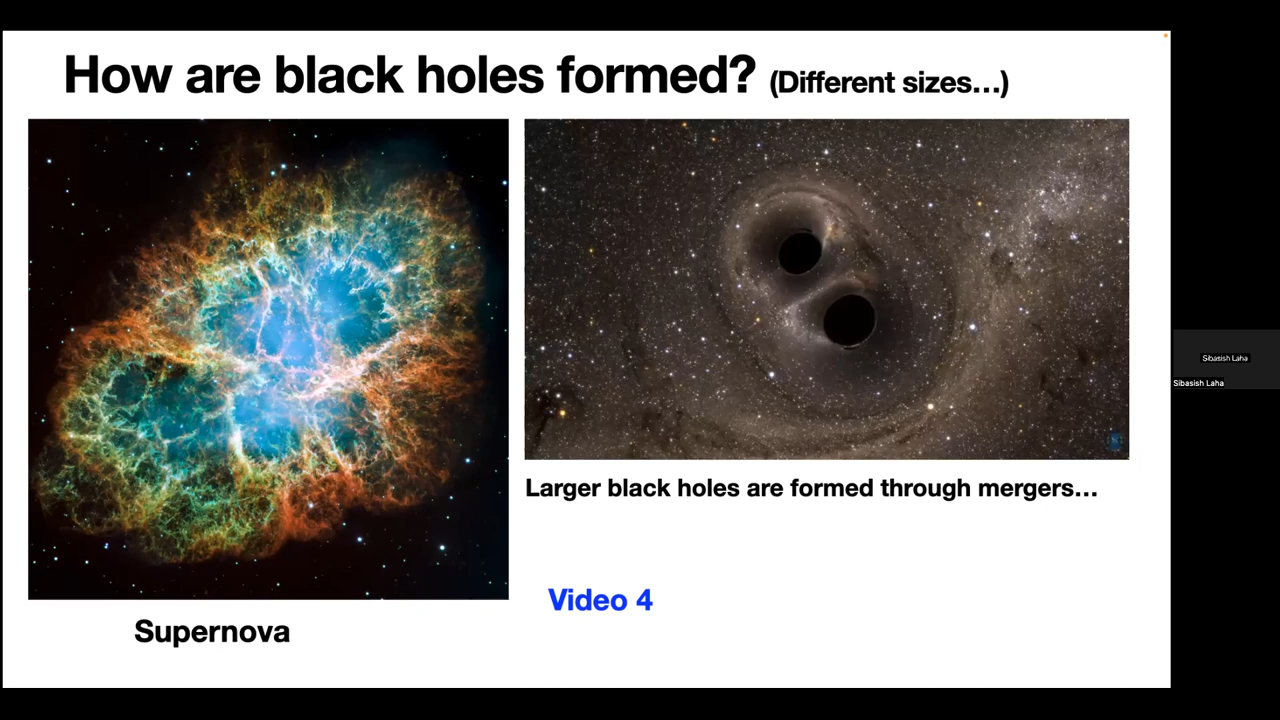 How are black holes formed? (Different sizes...)
Larger black holes are formed through mergers...
Video 4
Supernova
Sibasish Laha
Sibasish Laha